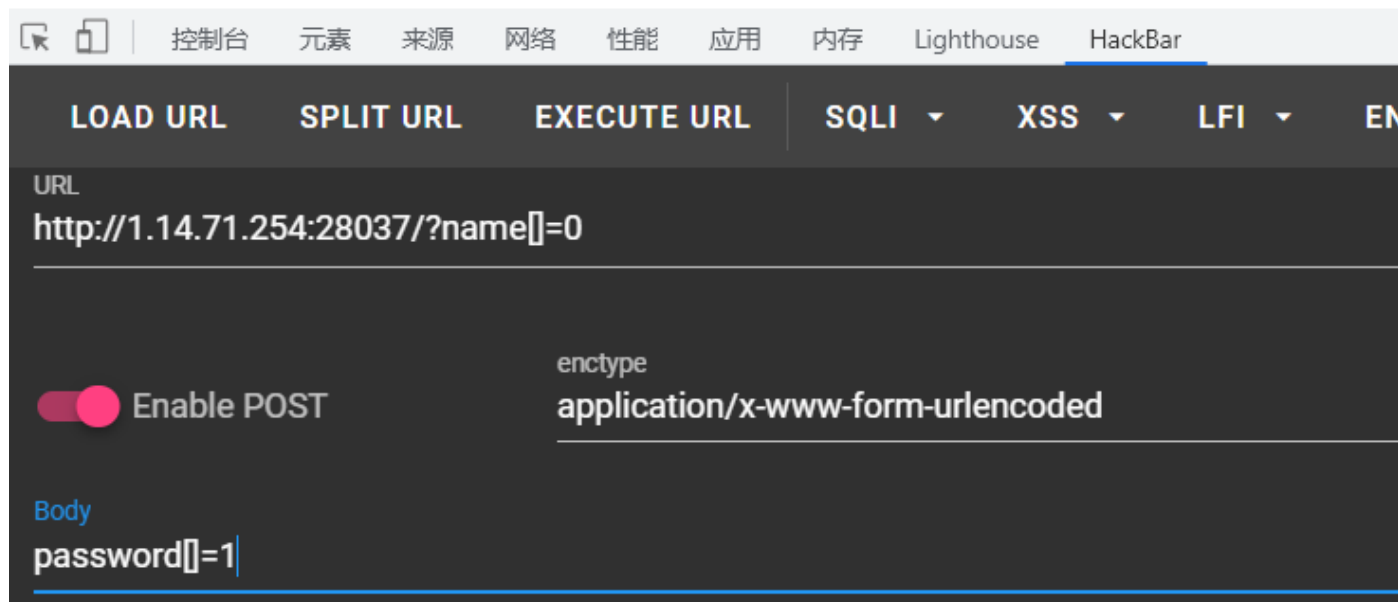 控制台 元素 来源 网络 性能 应用 内存 Lighthouse HackBar
LOAD URL SPLIT URL EXECUTE URL SQLI XSS LFI EN
URL
http://1.14.71.254:28037/?name[]=0
enctype
Enable POST application/x-www-form-urlencoded
Body
password[]=1